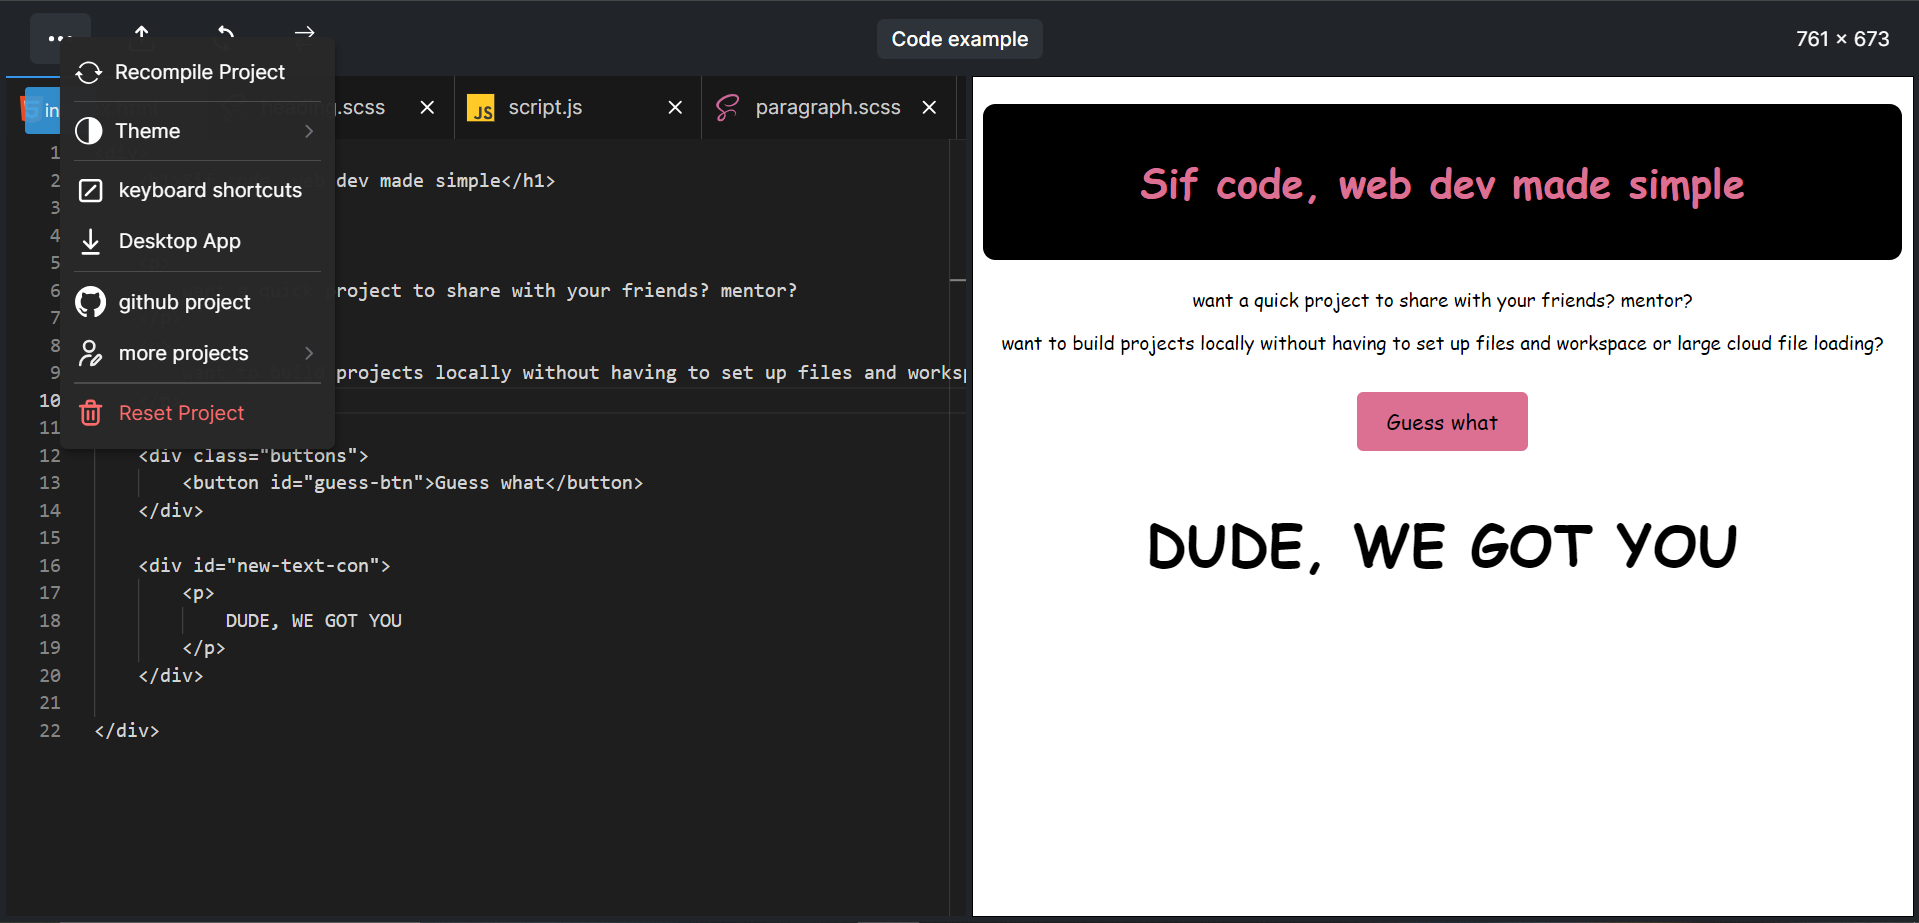 Code example
761 × 673
Recompile Project
Theme
keyboard shortcuts
Desktop App
github project
more projects
Reset Project
in
.scss
script.js
paragraph.scss
1
2 dev made simple</h1>
3
4
5
6 roject to share with your friends? mentor?
7
8
9 projects locally without having to set up files and works
10
11
12 <div class="buttons">
13 <button id="guess-btn">Guess what</button>
14 </div>
15
16 <div id="new-text-con">
17 <p>
18 DUDE, WE GOT YOU
19 </p>
20 </div>
21
22 </div>
Sif code, web dev made simple
want a quick project to share with your friends? mentor?
want to build projects locally without having to set up files and workspace or large cloud file loading?
Guess what
DUDE, WE GOT YOU